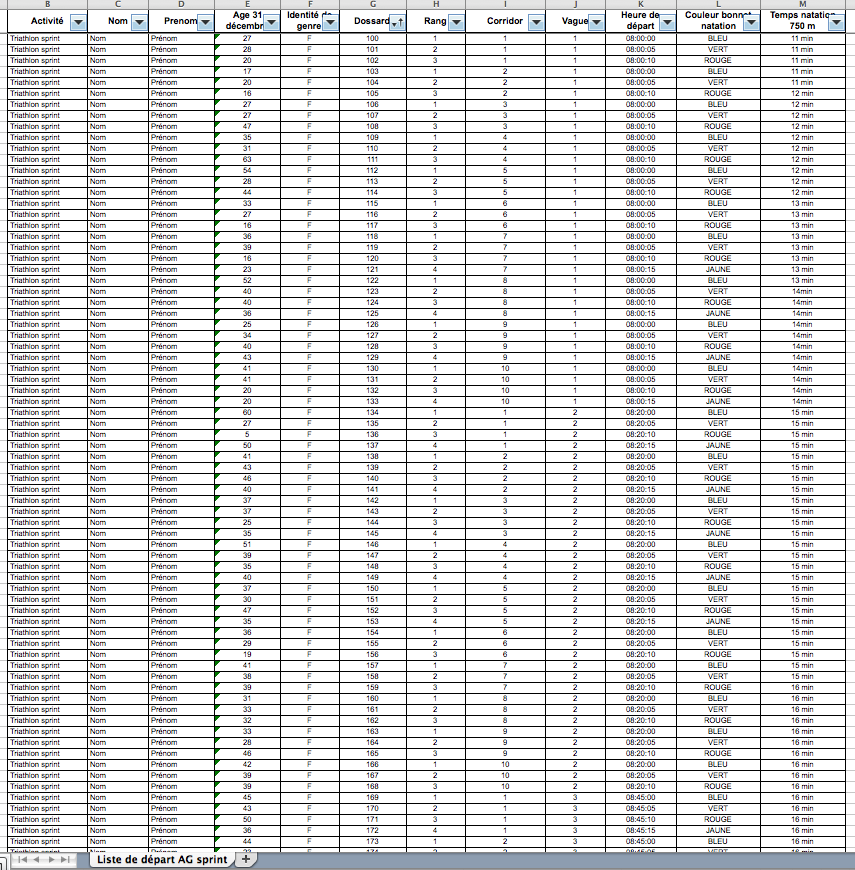 B C D E F G H I J K L M
Activité Nom Prenom Age 31 décembr Identité de genre Dossard Rang Corridor Vague Heure de départ Couleur bonnet natation Temps natation 750 m
Triathlon sprint Nom Prénom 27 F 100 1 1 1 08:00:00 BLEU 11 min
Triathlon sprint Nom Prénom 28 F 101 2 1 1 08:00:05 VERT 11 min
Triathlon sprint Nom Prénom 20 F 102 3 1 1 08:00:10 ROUGE 11 min
Triathlon sprint Nom Prénom 17 F 103 1 2 1 08:00:00 BLEU 11 min
Triathlon sprint Nom Prénom 20 F 104 2 2 1 08:00:05 VERT 11 min
Triathlon sprint Nom Prénom 16 F 105 3 2 1 08:00:10 ROUGE 12 min
Triathlon sprint Nom Prénom 27 F 106 1 3 1 08:00:00 BLEU 12 min
Triathlon sprint Nom Prénom 27 F 107 2 3 1 08:00:05 VERT 12 min
Triathlon sprint Nom Prénom 47 F 108 3 3 1 08:00:10 ROUGE 12 min
Triathlon sprint Nom Prénom 35 F 109 1 4 1 08:00:00 BLEU 12 min
Triathlon sprint Nom Prénom 31 F 110 2 4 1 08:00:05 VERT 12 min
Triathlon sprint Nom Prénom 63 F 111 3 4 1 08:00:10 ROUGE 12 min
Triathlon sprint Nom Prénom 54 F 112 1 5 1 08:00:00 BLEU 12 min
Triathlon sprint Nom Prénom 28 F 113 2 5 1 08:00:05 VERT 12 min
Triathlon sprint Nom Prénom 44 F 114 3 5 1 08:00:10 ROUGE 12 min
Triathlon sprint Nom Prénom 33 F 115 1 6 1 08:00:00 BLEU 13 min
Triathlon sprint Nom Prénom 27 F 116 2 6 1 08:00:05 VERT 13 min
Triathlon sprint Nom Prénom 16 F 117 3 6 1 08:00:10 ROUGE 13 min
Triathlon sprint Nom Prénom 36 F 118 1 7 1 08:00:00 BLEU 13 min
Triathlon sprint Nom Prénom 39 F 119 2 7 1 08:00:05 VERT 13 min
Triathlon sprint Nom Prénom 16 F 120 3 7 1 08:00:10 ROUGE 13 min
Triathlon sprint Nom Prénom 23 F 121 4 7 1 08:00:15 JAUNE 13 min
Triathlon sprint Nom Prénom 52 F 122 1 8 1 08:00:00 BLEU 13 min
Triathlon sprint Nom Prénom 40 F 123 2 8 1 08:00:05 VERT 14min
Triathlon sprint Nom Prénom 40 F 124 3 8 1 08:00:10 ROUGE 14min
Triathlon sprint Nom Prénom 36 F 125 4 8 1 08:00:15 JAUNE 14min
Triathlon sprint Nom Prénom 25 F 126 1 9 1 08:00:00 BLEU 14min
Triathlon sprint Nom Prénom 34 F 127 2 9 1 08:00:05 VERT 14min
Triathlon sprint Nom Prénom 40 F 128 3 9 1 08:00:10 ROUGE 14min
Triathlon sprint Nom Prénom 43 F 129 4 9 1 08:00:15 JAUNE 14min
Triathlon sprint Nom Prénom 41 F 130 1 10 1 08:00:00 BLEU 14min
Triathlon sprint Nom Prénom 41 F 131 2 10 1 08:00:05 VERT 14min
Triathlon sprint Nom Prénom 20 F 132 3 10 1 08:00:10 ROUGE 14min
Triathlon sprint Nom Prénom 20 F 133 4 10 1 08:00:15 JAUNE 14min
Triathlon sprint Nom Prénom 60 F 134 1 1 2 08:20:00 BLEU 15 min
Triathlon sprint Nom Prénom 27 F 135 2 1 2 08:20:05 VERT 15 min
Triathlon sprint Nom Prénom 5 F 136 3 1 2 08:20:10 ROUGE 15 min
Triathlon sprint Nom Prénom 50 F 137 4 1 2 08:20:15 JAUNE 15 min
Triathlon sprint Nom Prénom 41 F 138 1 2 2 08:20:00 BLEU 15 min
Triathlon sprint Nom Prénom 43 F 139 2 2 2 08:20:05 VERT 15 min
Triathlon sprint Nom Prénom 46 F 140 3 2 2 08:20:10 ROUGE 15 min
Triathlon sprint Nom Prénom 40 F 141 4 2 2 08:20:15 JAUNE 15 min
Triathlon sprint Nom Prénom 37 F 142 1 3 2 08:20:00 BLEU 15 min
Triathlon sprint Nom Prénom 37 F 143 2 3 2 08:20:05 VERT 15 min
Triathlon sprint Nom Prénom 25 F 144 3 3 2 08:20:10 ROUGE 15 min
Triathlon sprint Nom Prénom 35 F 145 4 3 2 08:20:15 JAUNE 15 min
Triathlon sprint Nom Prénom 51 F 146 1 4 2 08:20:00 BLEU 15 min
Triathlon sprint Nom Prénom 39 F 147 2 4 2 08:20:05 VERT 15 min
Triathlon sprint Nom Prénom 35 F 148 3 4 2 08:20:10 ROUGE 15 min
Triathlon sprint Nom Prénom 40 F 149 4 4 2 08:20:15 JAUNE 15 min
Triathlon sprint Nom Prénom 37 F 150 1 5 2 08:20:00 BLEU 15 min
Triathlon sprint Nom Prénom 30 F 151 2 5 2 08:20:05 VERT 15 min
Triathlon sprint Nom Prénom 47 F 152 3 5 2 08:20:10 ROUGE 15 min
Triathlon sprint Nom Prénom 35 F 153 4 5 2 08:20:15 JAUNE 15 min
Triathlon sprint Nom Prénom 36 F 154 1 6 2 08:20:00 BLEU 15 min
Triathlon sprint Nom Prénom 29 F 155 2 6 2 08:20:05 VERT 15 min
Triathlon sprint Nom Prénom 19 F 156 3 6 2 08:20:10 ROUGE 15 min
Triathlon sprint Nom Prénom 41 F 157 1 7 2 08:20:00 BLEU 15 min
Triathlon sprint Nom Prénom 38 F 158 2 7 2 08:20:05 VERT 15 min
Triathlon sprint Nom Prénom 39 F 159 3 7 2 08:20:10 ROUGE 16 min
Triathlon sprint Nom Prénom 31 F 160 1 8 2 08:20:00 BLEU 16 min
Triathlon sprint Nom Prénom 33 F 161 2 8 2 08:20:05 VERT 16 min
Triathlon sprint Nom Prénom 32 F 162 3 8 2 08:20:10 ROUGE 16 min
Triathlon sprint Nom Prénom 33 F 163 1 9 2 08:20:00 BLEU 16 min
Triathlon sprint Nom Prénom 28 F 164 2 9 2 08:20:05 VERT 16 min
Triathlon sprint Nom Prénom 46 F 165 3 9 2 08:20:10 ROUGE 16 min
Triathlon sprint Nom Prénom 42 F 166 1 10 2 08:20:00 BLEU 16 min
Triathlon sprint Nom Prénom 39 F 167 2 10 2 08:20:05 VERT 16 min
Triathlon sprint Nom Prénom 39 F 168 3 10 2 08:20:10 ROUGE 16 min
Triathlon sprint Nom Prénom 45 F 169 1 1 3 08:45:00 BLEU 16 min
Triathlon sprint Nom Prénom 43 F 170 2 1 3 08:45:05 VERT 16 min
Triathlon sprint Nom Prénom 50 F 171 3 1 3 08:45:10 ROUGE 16 min
Triathlon sprint Nom Prénom 36 F 172 4 1 3 08:45:15 JAUNE 16 min
Triathlon sprint Nom Prénom 44 F 173 1 2 3 08:45:00 BLEU 16 min
Liste de départ AG sprint